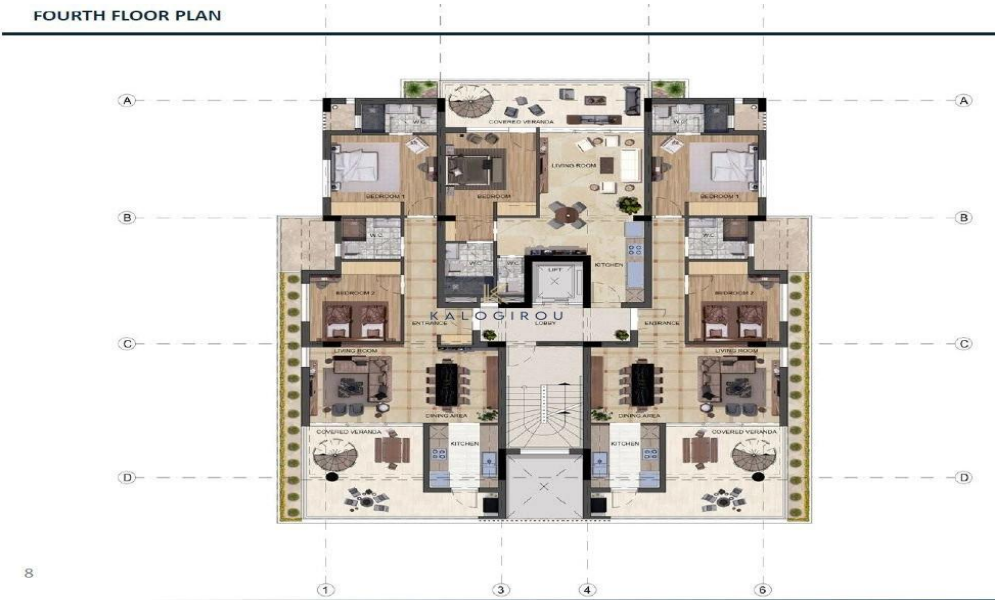 FOURTH FLOOR PLAN
A
A
COVERED VERANDA
W.C
W.C
LIVING ROOM
BEDROOM 1
BEDROOM
BEDROOM 1
B
B
W.C
W.C
W.C
W.C
KITCHEN
LIFT
BEDROOM 2
BEDROOM 2
KALOGIROU
ENTRANCE
LOBBY
ENTRANCE
C
C
LIVING ROOM
LIVING ROOM
DINING AREA
DINING AREA
COVERED VERANDA
COVERED VERANDA
KITCHEN
KITCHEN
D
D
8
1
3
4
6